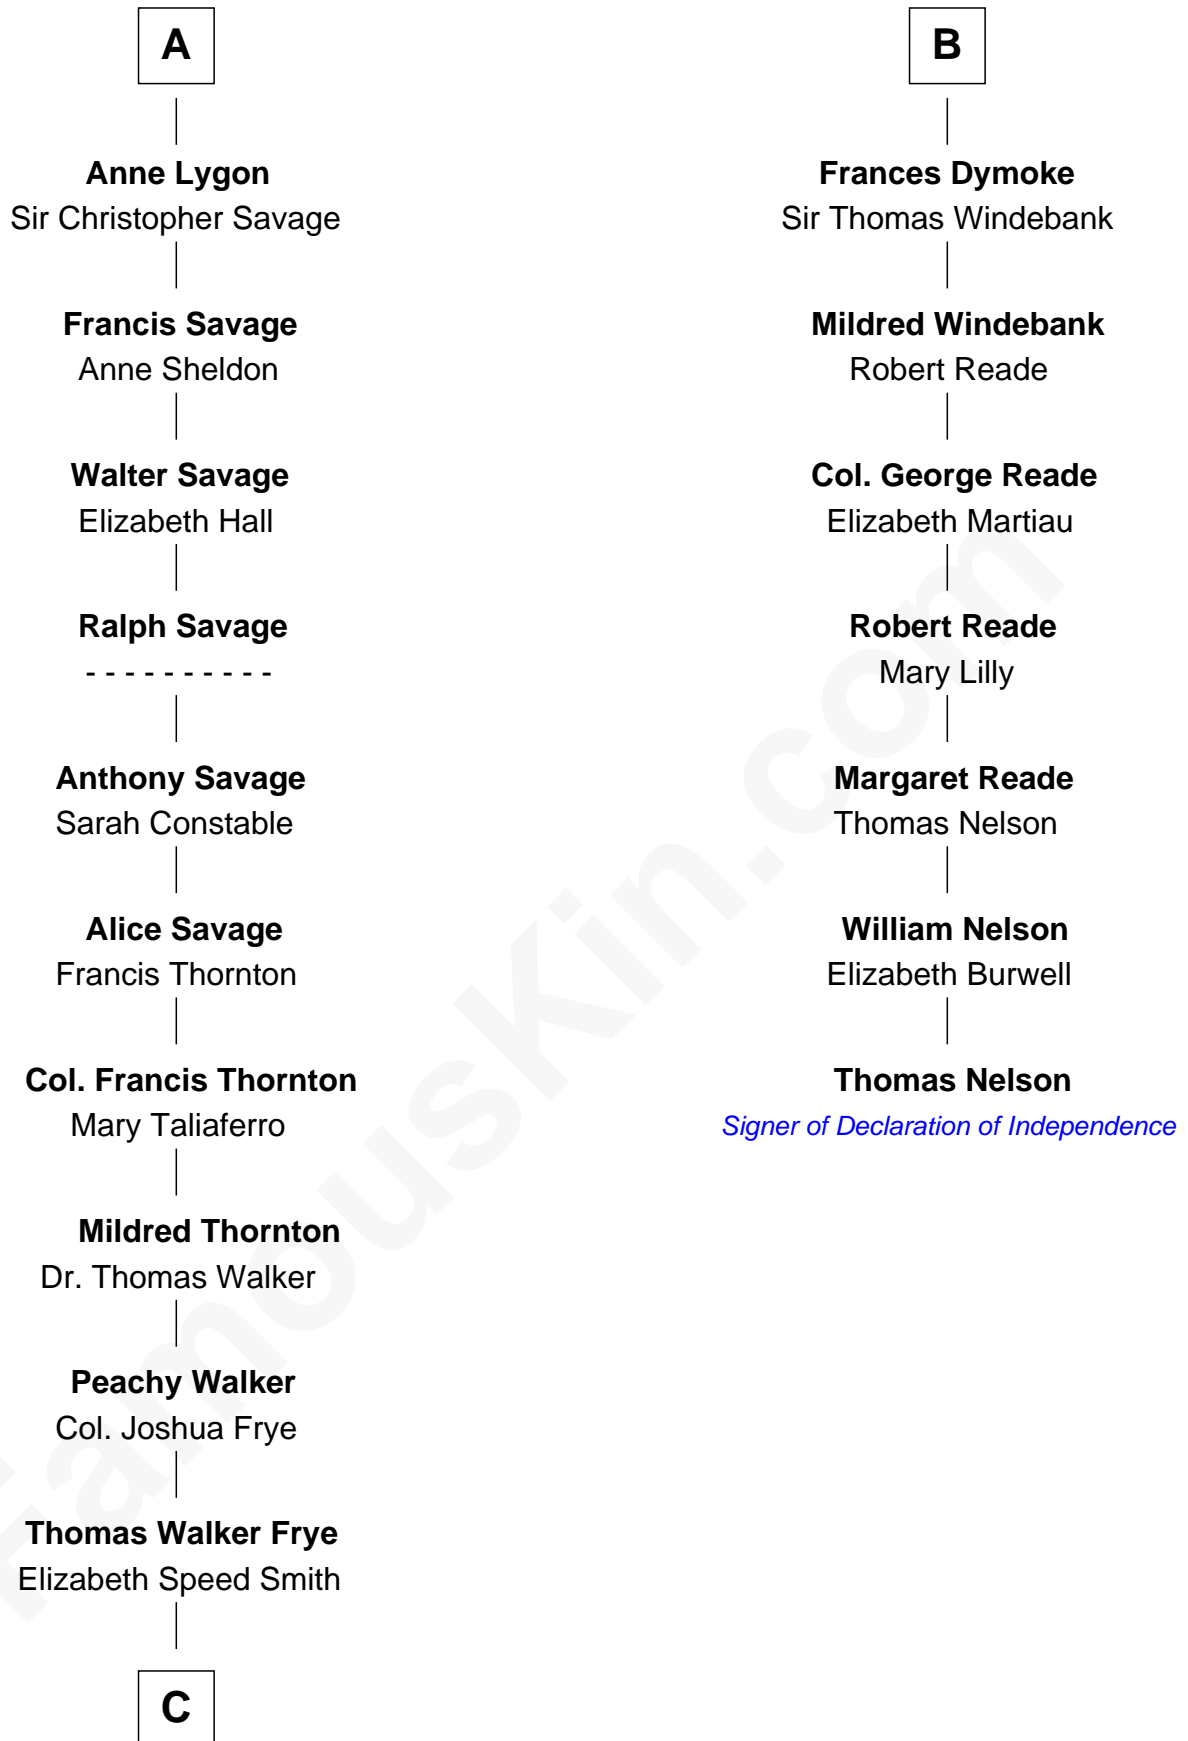 A
Anne Lygon
Sir Christopher Savage
Francis Savage
Anne Sheldon
Walter Savage
Elizabeth Hall
Ralph Savage
- - - - - - - - - -
Anthony Savage
Sarah Constable
Alice Savage
Francis Thornton
Col. Francis Thornton
Mary Taliaferro
Mildred Thornton
Dr. Thomas Walker
Peachy Walker
Col. Joshua Frye
Thomas Walker Frye
Elizabeth Speed Smith
C
B
Frances Dymoke
Sir Thomas Windebank
Mildred Windebank
Robert Reade
Col. George Reade
Elizabeth Martiau
Robert Reade
Mary Lilly
Margaret Reade
Thomas Nelson
William Nelson
Elizabeth Burwell
Thomas Nelson
Signer of Declaration of Independence
FamousKin.com